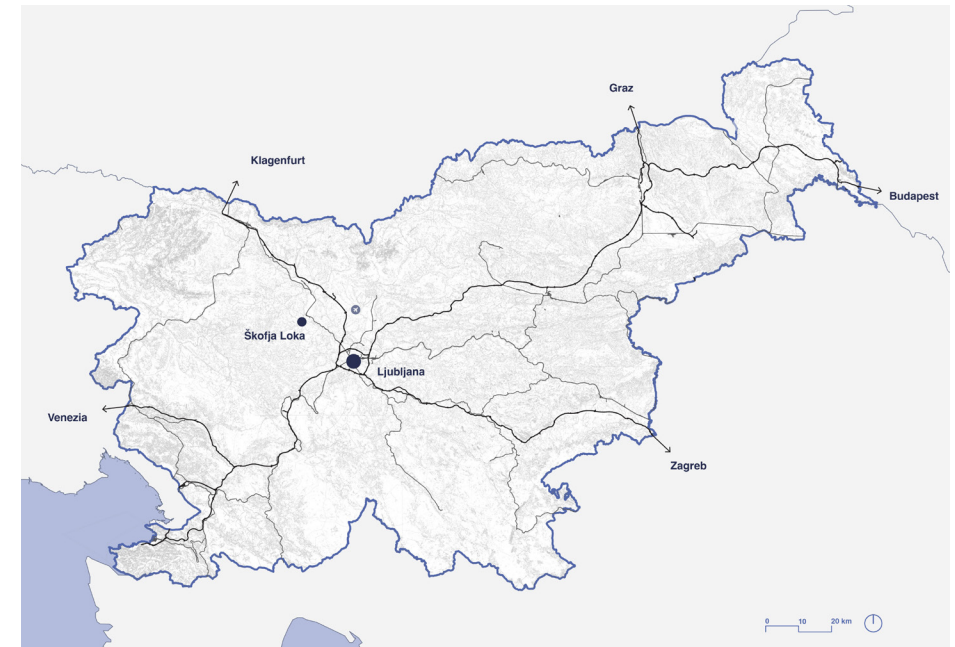 Graz
Klagenfurt
Budapest
Škofja Loka
Ljubljana
Venezia
Zagreb
0 10 20 km